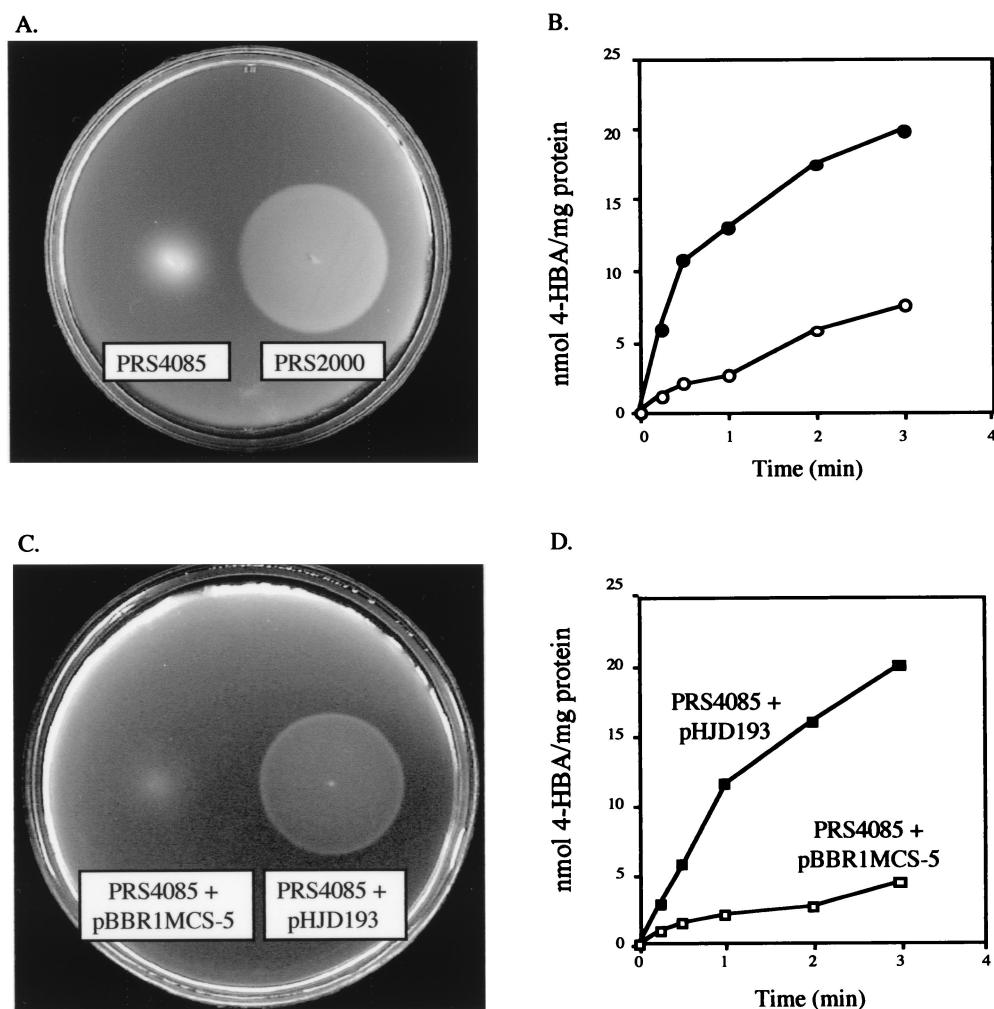 A.
PRS4085
PRS2000
B.
nmol 4-HBA/mg protein
25
20
15
10
5
0
0 1 2 3 4
Time (min)
C.
PRS4085 +
pBBR1MCS-5
PRS4085 +
pHJD193
D.
nmol 4-HBA/mg protein
25
20
15
10
5
0
PRS4085 +
pHJD193
PRS4085 +
pBBR1MCS-5
0 1 2 3 4
Time (min)